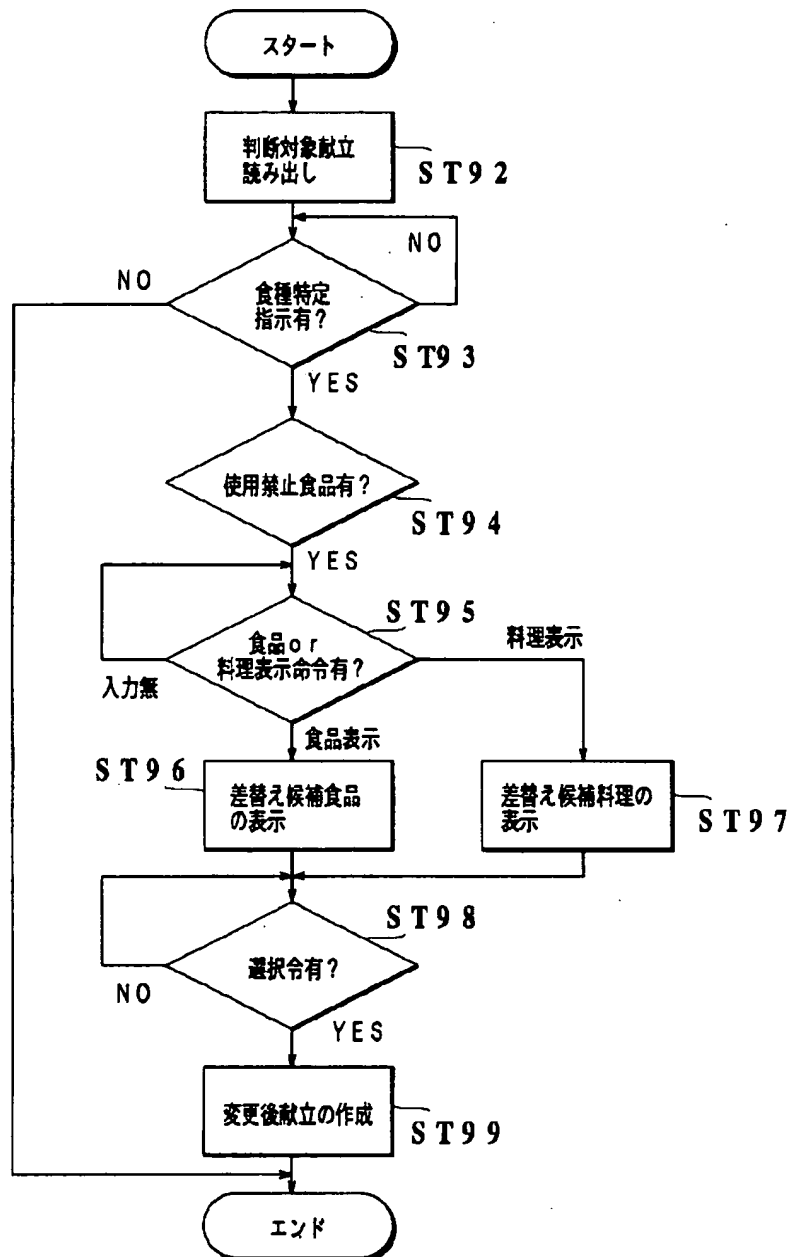 スタート
判断対象献立
読み出し
ST92
NO
NO
食種特定
指示有?
ST93
YES
使用禁止食品有?
ST94
YES
ST95
食品or
料理表示命令有?
料理表示
入力無
食品表示
ST96
差替え候補食品
の表示
差替え候補料理の
表示
ST97
ST98
選択令有?
NO
YES
変更後献立の作成
ST99
エンド